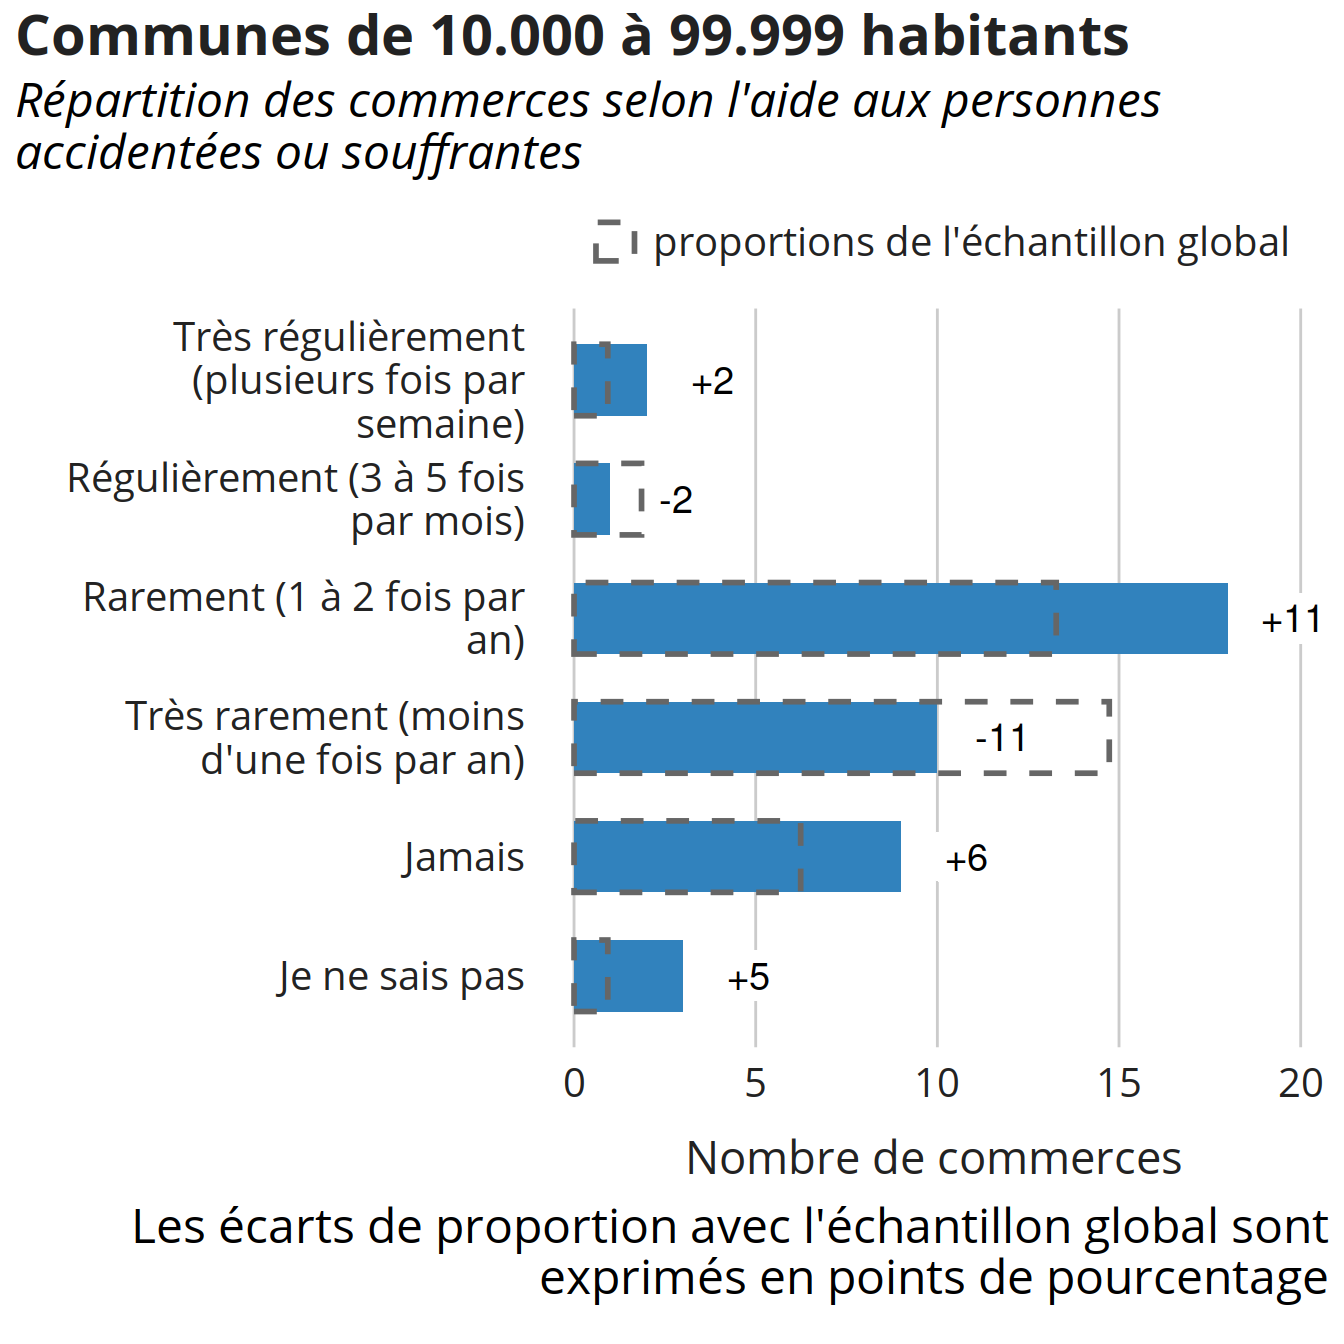 Communes de 10.000 à 99.999 habitants
Répartition des commerces selon l'aide aux personnes
accidentées ou souffrantes
proportions de l'échantillon global
Très régulièrement
(plusieurs fois par
semaine)
+2
Régulièrement (3 à 5 fois
par mois)
-2
Rarement (1 à 2 fois par
an)
+11
Très rarement (moins
d'une fois par an)
-11
Jamais
+6
Je ne sais pas
+5
0 5 10 15 20
Nombre de commerces
Les écarts de proportion avec l'échantillon global sont
exprimés en points de pourcentage